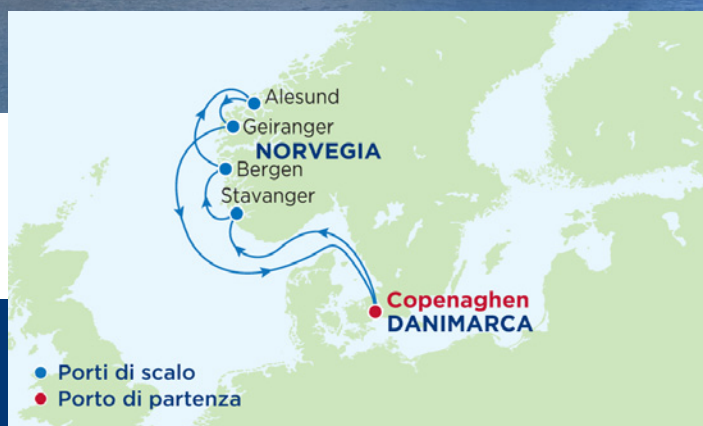 Alesund
Geiranger
NORVEGIA
Bergen
Stavanger
Copenaghen
DANIMARCA
Porti di scalo
Porto di partenza